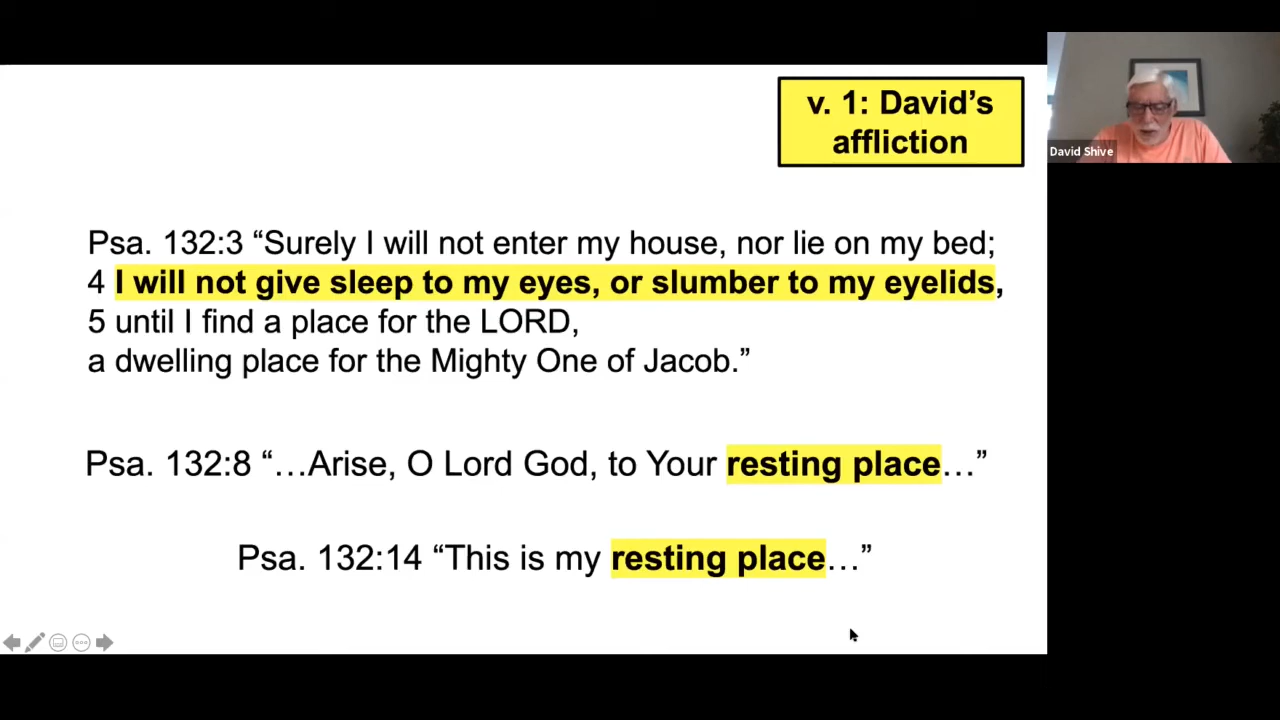 v. 1: David’s
affliction
David Shive
Psa. 132:3 “Surely I will not enter my house, nor lie on my bed;
4 I will not give sleep to my eyes, or slumber to my eyelids,
5 until I find a place for the LORD,
a dwelling place for the Mighty One of Jacob.”
Psa. 132:8 “…Arise, O Lord God, to Your resting place…”
Psa. 132:14 “This is my resting place…”